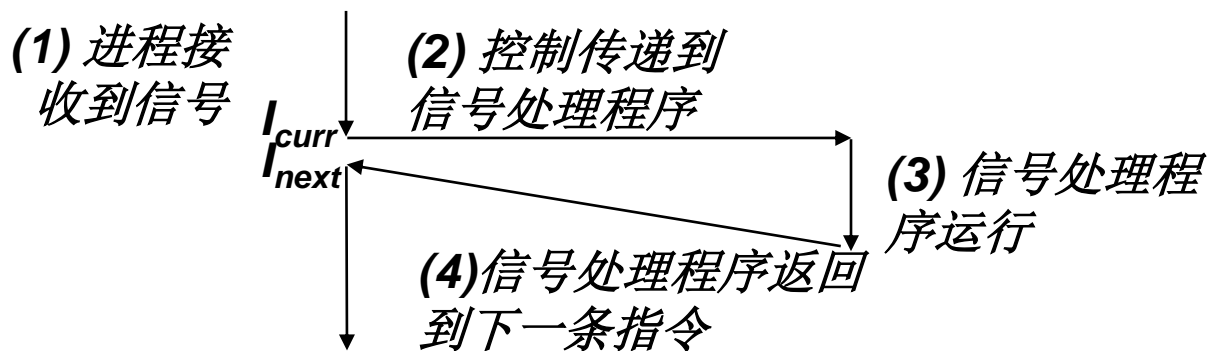 (1) 进程接
收到信号
(2) 控制传递到
信号处理程序
Icurr
Inext
(3) 信号处理程
序运行
(4)信号处理程序返回
到下一条指令